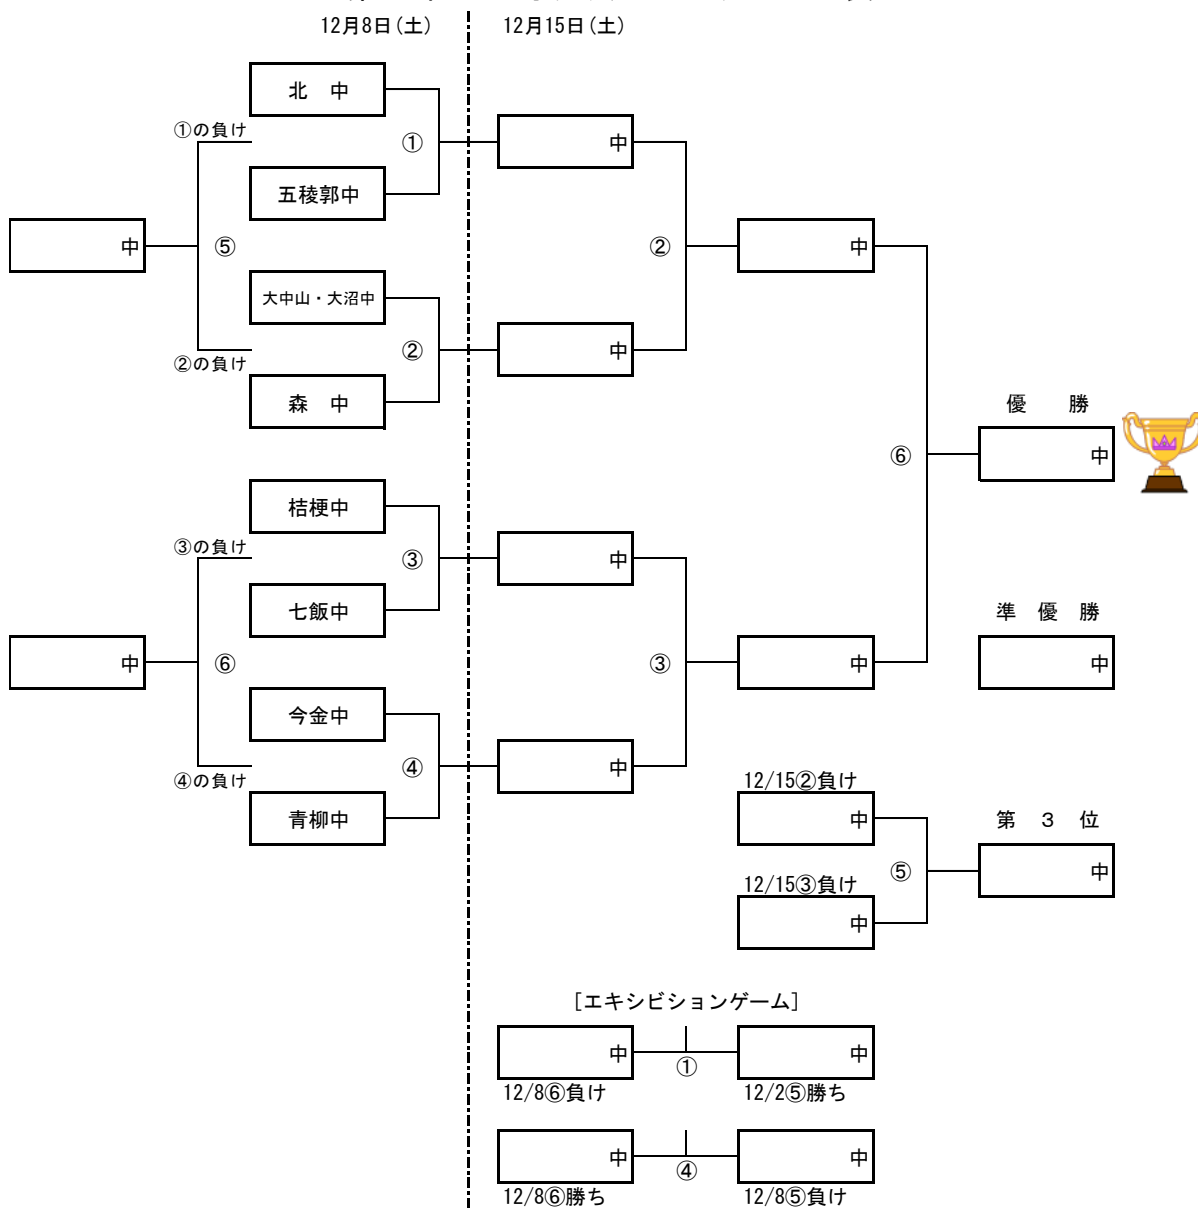 12月8日(土)
12月15日(土)
北　中
①の負け
①
中
五稜郭中
中
⑤
②
中
大中山・大沼中
②
中
②の負け
森　中
優　勝
⑥
中
桔梗中
③の負け
③
中
七飯中
準　優　勝
中
⑥
③
中
中
今金中
④
中
④の負け
12/15②負け
青柳中
中
第　３　位
⑤
中
12/15③負け
中
[エキシビションゲーム]
中
①
中
12/8⑥負け
12/2⑤勝ち
中
④
中
12/8⑥勝ち
12/8⑤負け